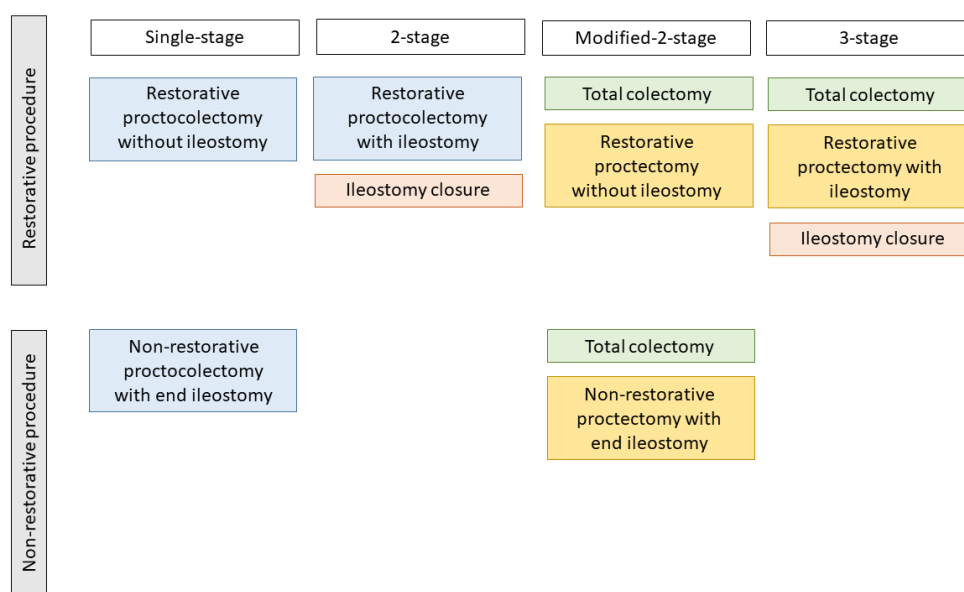 Single-stage
2-stage
Modified-2-stage
3-stage
Restorative procedure
Restorative
proctocolectomy
without ileostomy
Restorative
proctocolectomy
with ileostomy
Ileostomy closure
Total colectomy
Restorative
proctectomy
without ileostomy
Total colectomy
Restorative
proctectomy with
ileostomy
Ileostomy closure
Non-restorative procedure
Non-restorative
proctocolectomy
with end ileostomy
Total colectomy
Non-restorative
proctectomy with
end ileostomy